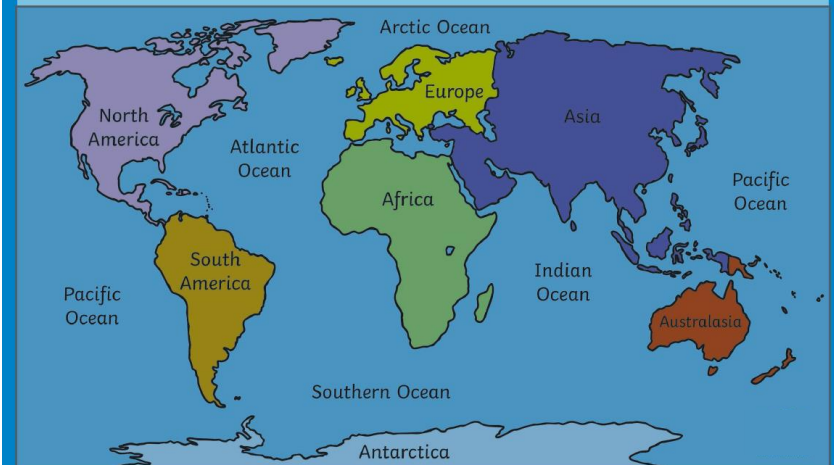 Arctic Ocean
Europe
Asia
North
America
Atlantic
Ocean
Africa
Pacific
Ocean
South
America
Indian
Ocean
Pacific
Ocean
Australasia
Southern Ocean
Antarctica